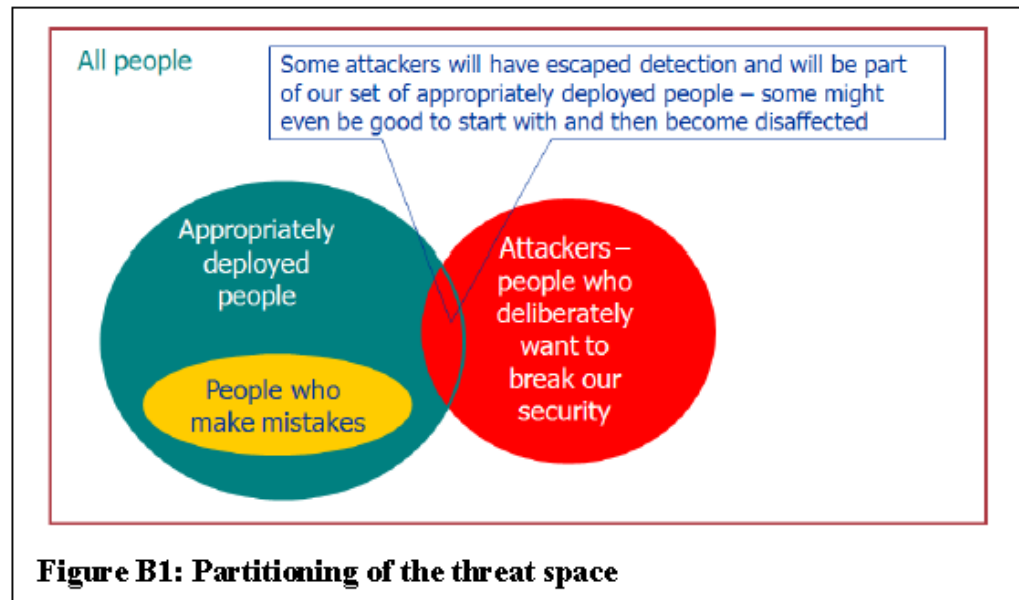 All people
Some attackers will have escaped detection and will be part
of our set of appropriately deployed people – some might
even be good to start with and then become disaffected
Appropriately
deployed
people
Attackers –
people who
deliberately
want to
break our
security
People who
make mistakes
Figure B1: Partitioning of the threat space